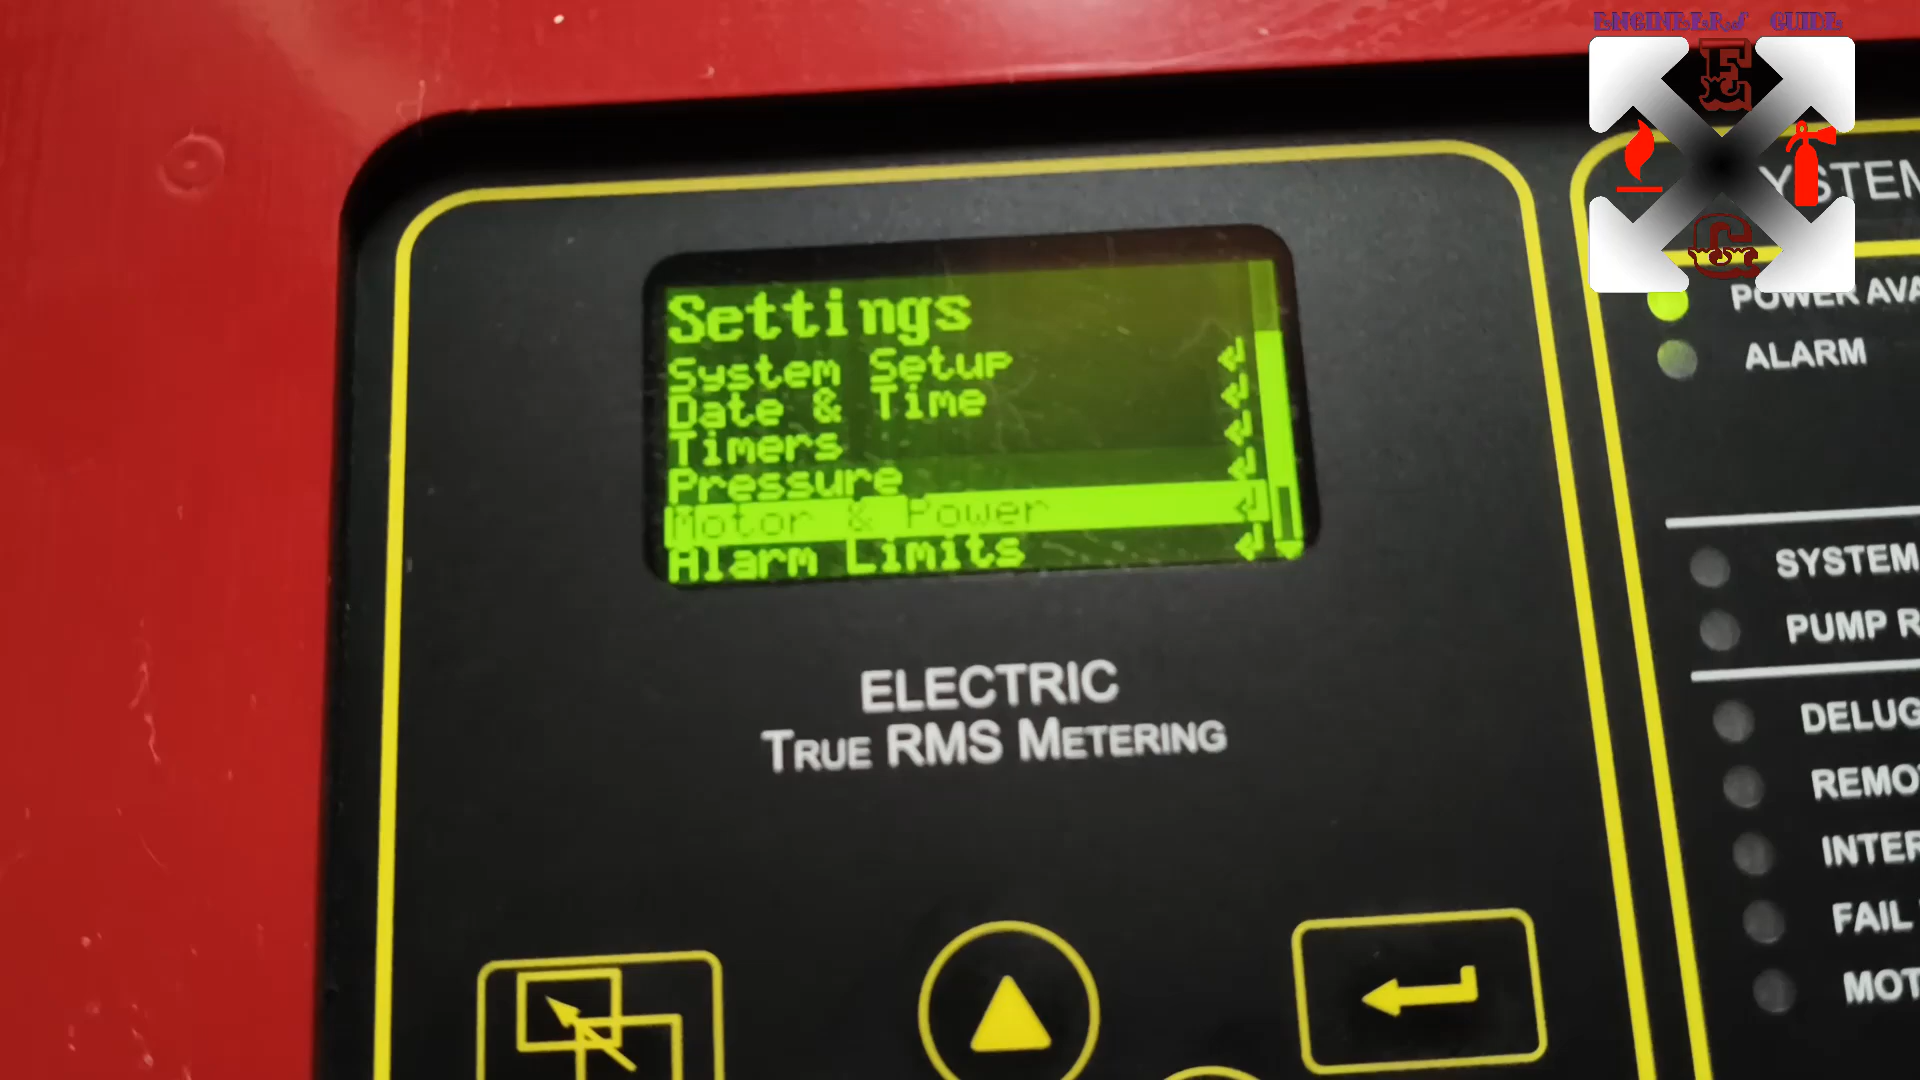 ENGINEERS GUIDE
E
G
Settings
System Setup
Date & Time
Timers
Pressure
Motor & Power
Alarm Limits
ELECTRIC
TRUE RMS METERING
YSTEM
POWER AVA
ALARM
SYSTEM
PUMP R
DELUG
REMO
INTER
FAIL
MOT